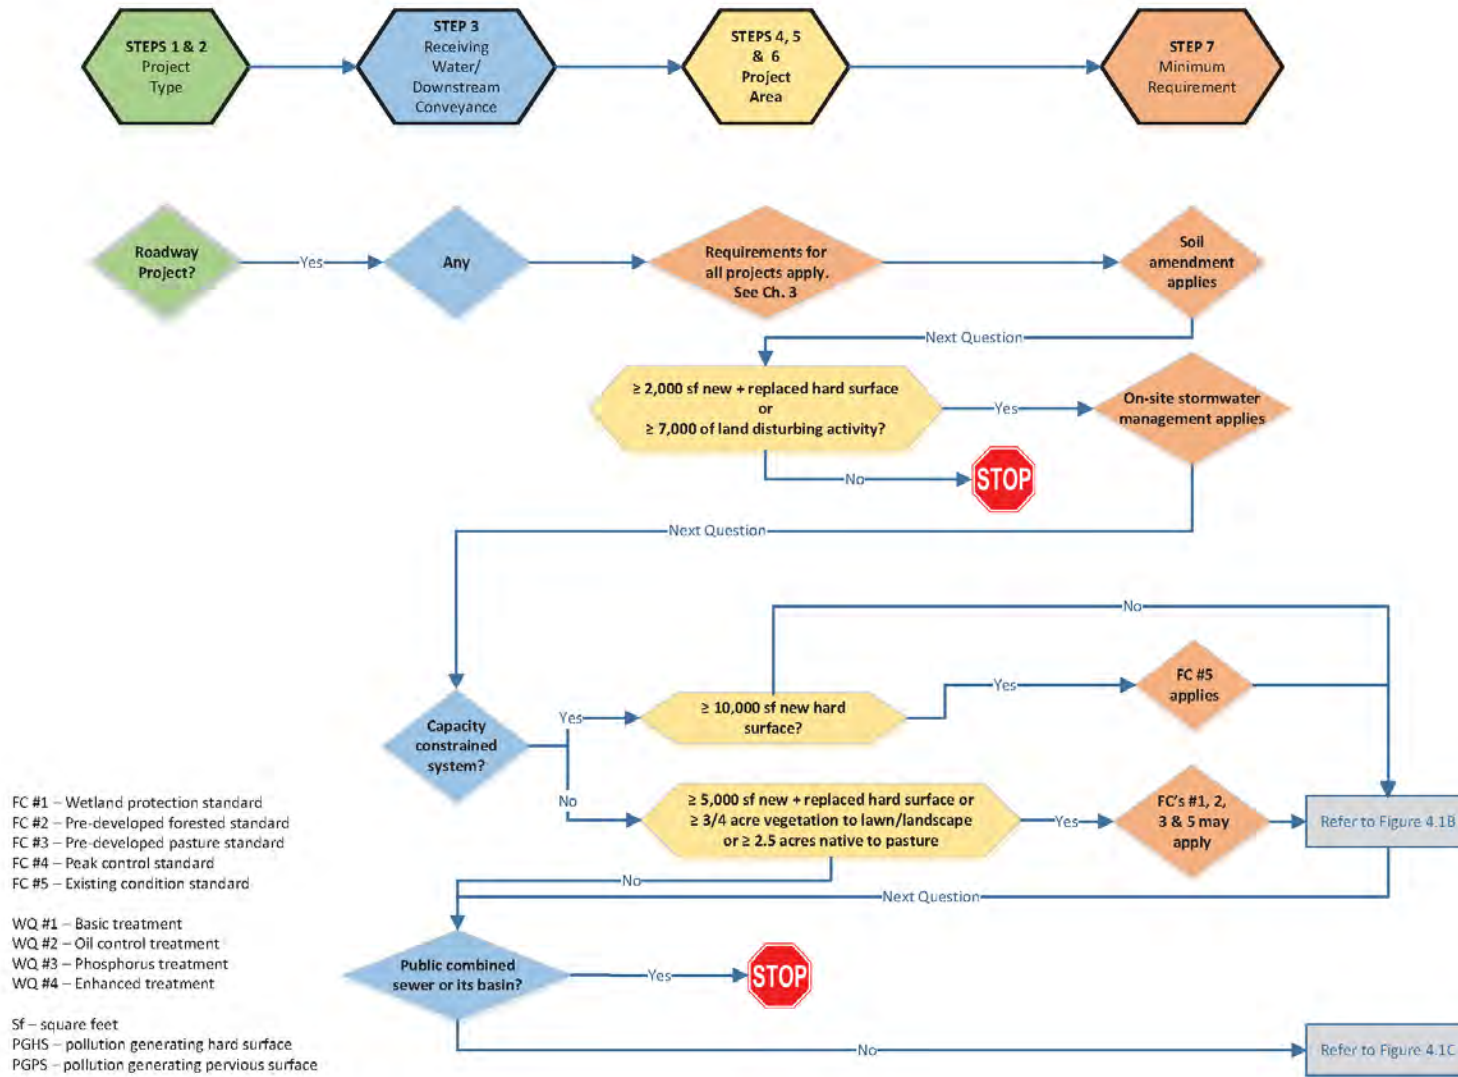 STEPS 1 & 2
Project
Type
STEP 3
Receiving
Water/
Downstream
Conveyance
STEPS 4, 5
& 6
Project
Area
STEP 7
Minimum
Requirement
Roadway
Project?
Yes
Any
Requirements for
all projects apply.
See Ch. 3
Soil
amendment
applies
Next Question
≥ 2,000 sf new + replaced hard surface
or
≥ 7,000 of land disturbing activity?
Yes
On-site stormwater
management applies
No
STOP
Next Question
No
Capacity
constrained
system?
Yes
≥ 10,000 sf new hard
surface?
Yes
FC #5
applies
No
≥ 5,000 sf new + replaced hard surface or
≥ 3/4 acre vegetation to lawn/landscape
or ≥ 2.5 acres native to pasture
Yes
FC's #1, 2,
3 & 5 may
apply
Refer to Figure 4.1B
No
Next Question
Public combined
sewer or its basin?
Yes
STOP
No
Refer to Figure 4.1C
FC #1 – Wetland protection standard
FC #2 – Pre-developed forested standard
FC #3 – Pre-developed pasture standard
FC #4 – Peak control standard
FC #5 – Existing condition standard
WQ #1 – Basic treatment
WQ #2 – Oil control treatment
WQ #3 – Phosphorus treatment
WQ #4 – Enhanced treatment
Sf – square feet
PGHS – pollution generating hard surface
PGPS – pollution generating pervious surface